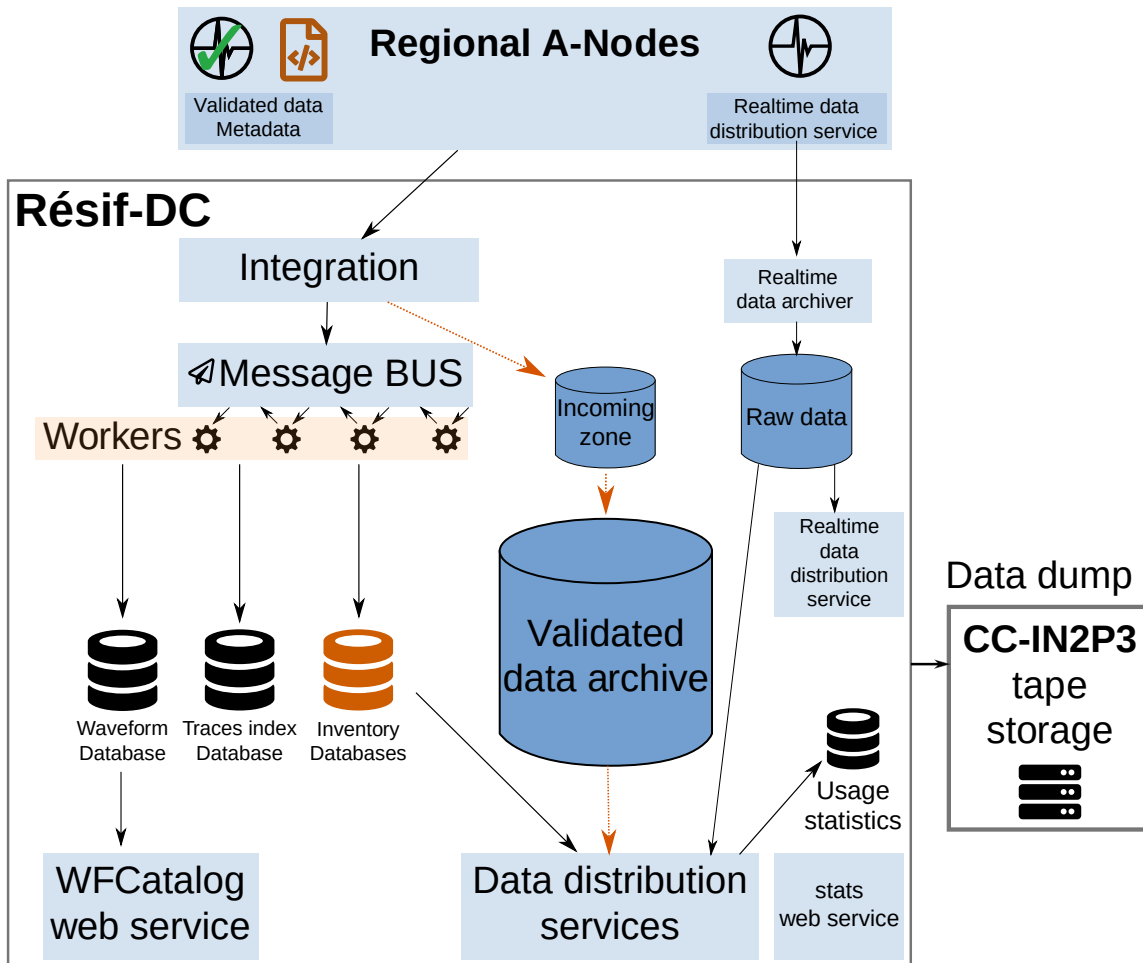 Regional A-Nodes
</>
Validated data
Metadata
Realtime data
distribution service
Résif-DC
Integration
Realtime
data archiver
Message BUS
Incoming
zone
Raw data
Workers
Realtime
data
distribution
service
Data dump
CC-IN2P3
tape
storage
Validated
data archive
Waveform
Database
Traces index
Database
Inventory
Databases
Usage
statistics
WFCatalog
web service
Data distribution
services
stats
web service